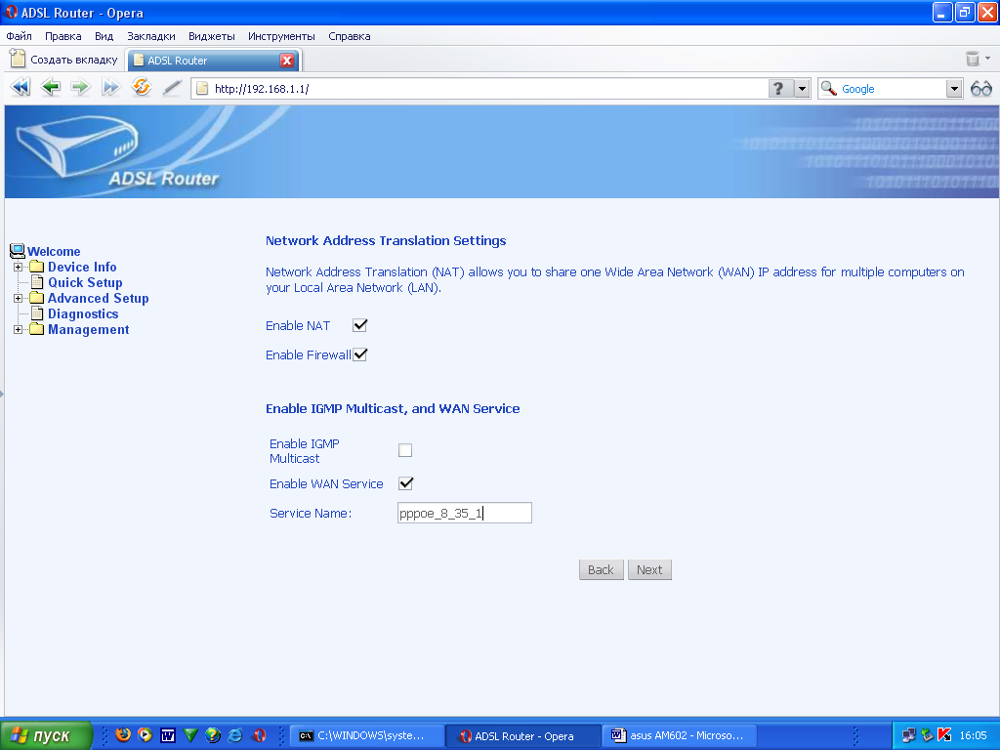 ADSL Router - Opera
Файл Правка Вид Закладки Виджеты Инструменты Справка
Создать вкладку ADSL Router
http://192.168.1.1/ ? Google
ADSL Router
Welcome
Device Info
Quick Setup
Advanced Setup
Diagnostics
Management
Network Address Translation Settings
Network Address Translation (NAT) allows you to share one Wide Area Network (WAN) IP address for multiple computers on
your Local Area Network (LAN).
Enable NAT
Enable Firewall
Enable IGMP Multicast, and WAN Service
Enable IGMP
Multicast
Enable WAN Service
Service Name: pppoe_8_35_1
Back Next
пуск C:\WINDOWS\syste... ADSL Router - Opera asus AM602 - Microso... 16:05